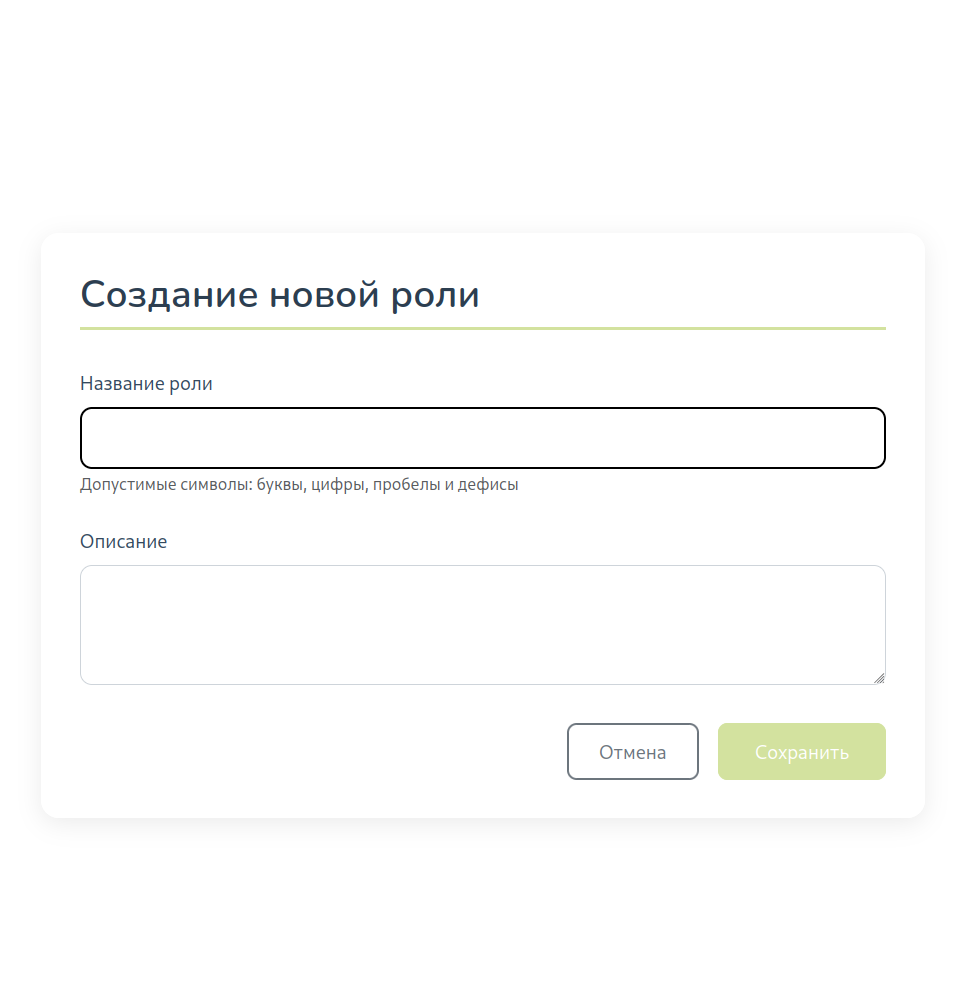 Создание новой роли
Название роли
Допустимые символы: буквы, цифры, пробелы и дефисы
Описание
Отмена
Сохранить